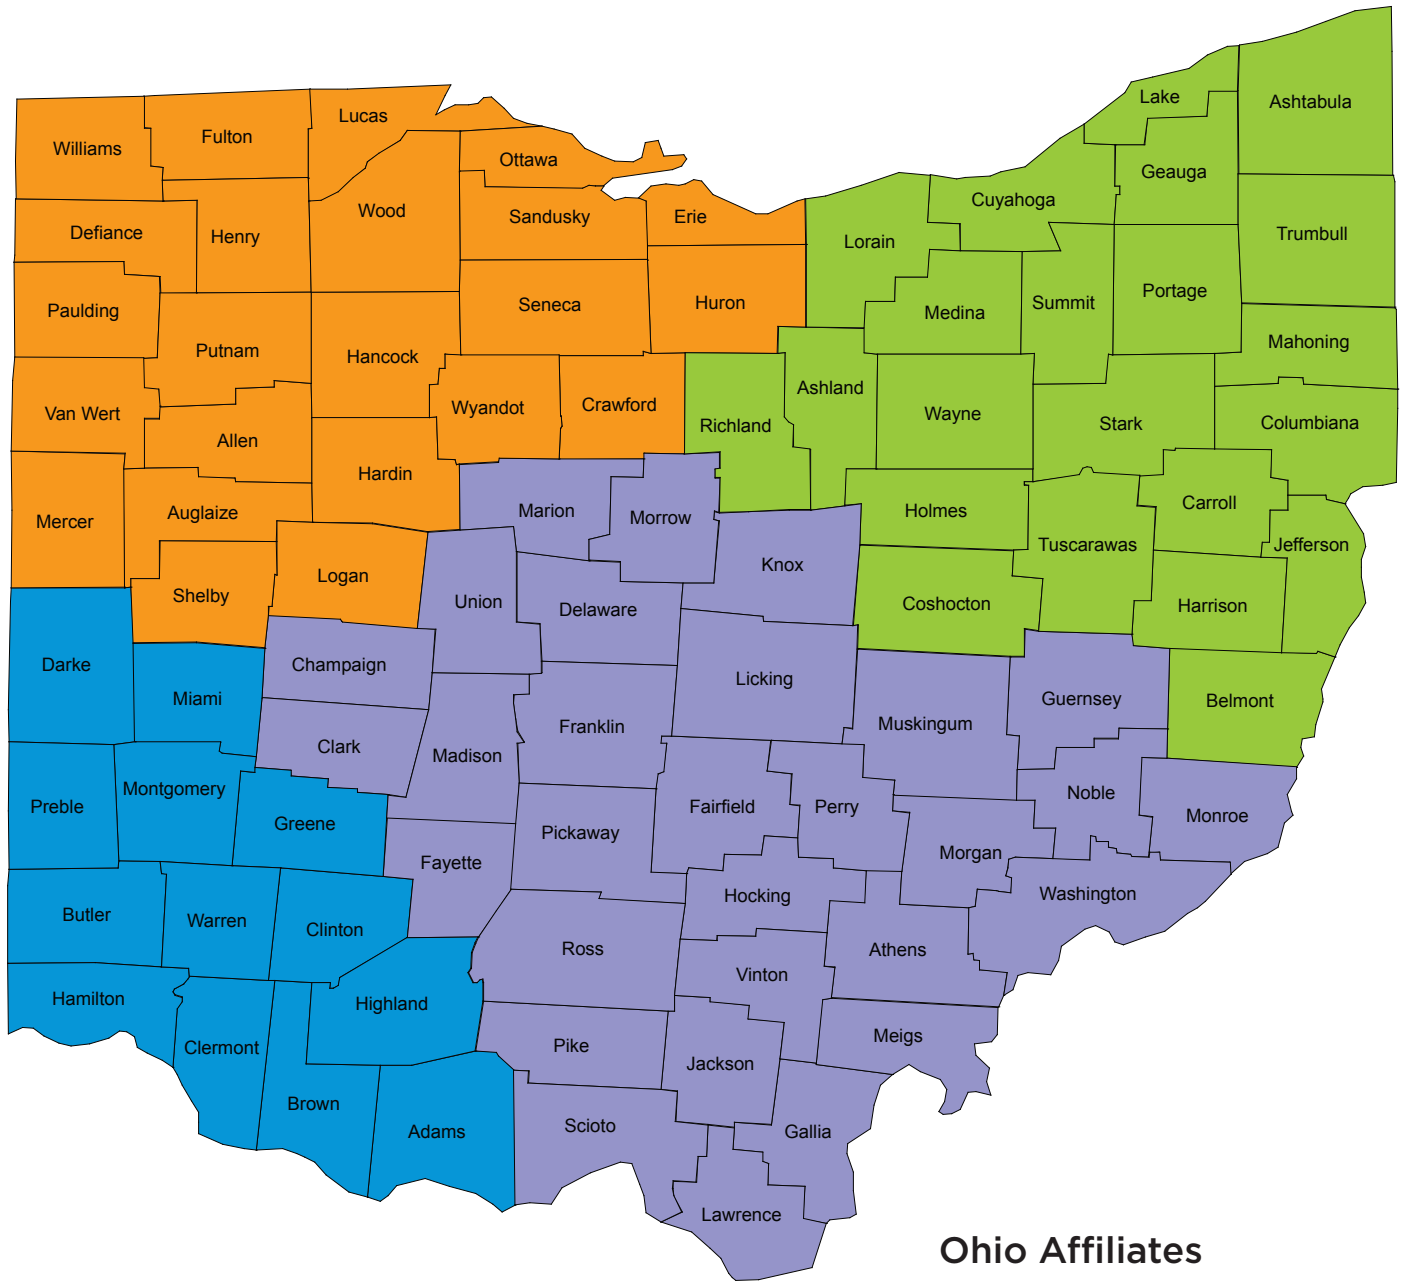 Lake
Ashtabula
Lucas
Fulton
Williams
Ottawa
Geauga
Cuyahoga
Wood
Sandusky
Erie
Defiance
Henry
Lorain
Trumbull
Paulding
Seneca
Huron
Medina
Summit
Portage
Putnam
Hancock
Mahoning
Van Wert
Wyandot
Crawford
Richland
Ashland
Wayne
Stark
Columbiana
Allen
Hardin
Mercer
Auglaize
Marion
Morrow
Holmes
Carroll
Tuscarawas
Jefferson
Logan
Shelby
Union
Delaware
Knox
Coshocton
Harrison
Darke
Miami
Champaign
Licking
Guernsey
Belmont
Clark
Madison
Franklin
Muskingum
Preble
Montgomery
Greene
Pickaway
Fairfield
Perry
Noble
Monroe
Fayette
Morgan
Butler
Warren
Clinton
Hocking
Washington
Ross
Athens
Vinton
Hamilton
Highland
Clermont
Pike
Jackson
Meigs
Brown
Adams
Scioto
Gallia
Lawrence
Ohio Affiliates